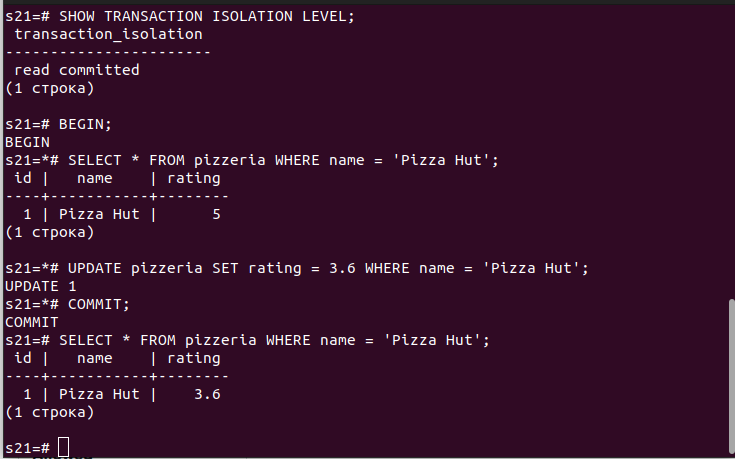 s21=# SHOW TRANSACTION ISOLATION LEVEL;
 transaction_isolation
-----------------------
 read committed
(1 строка)

s21=# BEGIN;
BEGIN
s21=*# SELECT * FROM pizzeria WHERE name = 'Pizza Hut';
 id |   name    | rating
----+-----------+--------
  1 | Pizza Hut |      5
(1 строка)

s21=*# UPDATE pizzeria SET rating = 3.6 WHERE name = 'Pizza Hut';
UPDATE 1
s21=*# COMMIT;
COMMIT
s21=# SELECT * FROM pizzeria WHERE name = 'Pizza Hut';
 id |   name    | rating
----+-----------+--------
  1 | Pizza Hut |    3.6
(1 строка)

s21=#